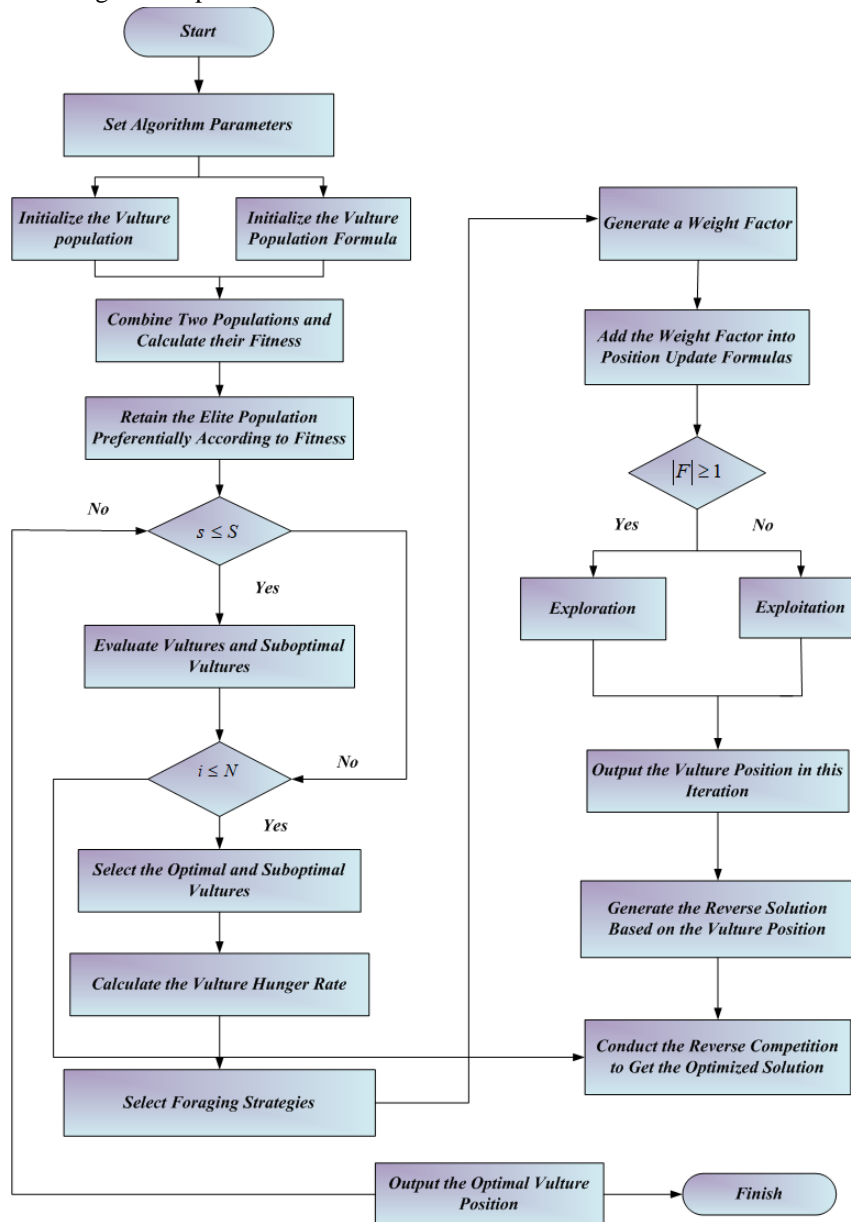 Start
Set Algorithm Parameters
Initialize the Vulture
population
Initialize the Vulture
Population Formula
Combine Two Populations and
Calculate their Fitness
Retain the Elite Population
Preferentially According to Fitness
No
s ≤ S
Yes
Evaluate Vultures and Suboptimal
Vultures
i ≤ N
No
Yes
Select the Optimal and Suboptimal
Vultures
Calculate the Vulture Hunger Rate
Select Foraging Strategies
Generate a Weight Factor
Add the Weight Factor into
Position Update Formulas
|F| ≥ 1
Yes
No
Exploration
Exploitation
Output the Vulture Position in this
Iteration
Generate the Reverse Solution
Based on the Vulture Position
Conduct the Reverse Competition
to Get the Optimized Solution
Output the Optimal Vulture
Position
Finish